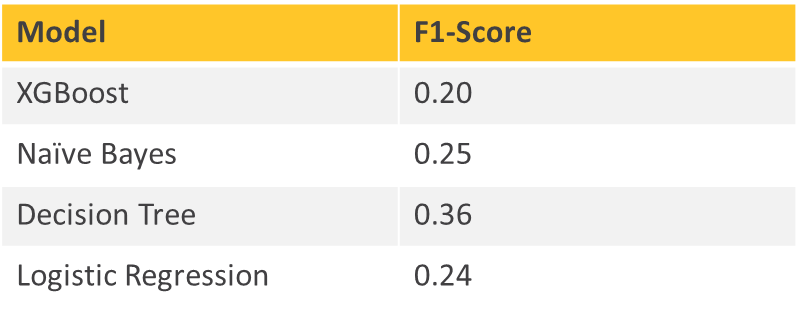 Model F1-Score
XGBoost 0.20
Naïve Bayes 0.25
Decision Tree 0.36
Logistic Regression 0.24